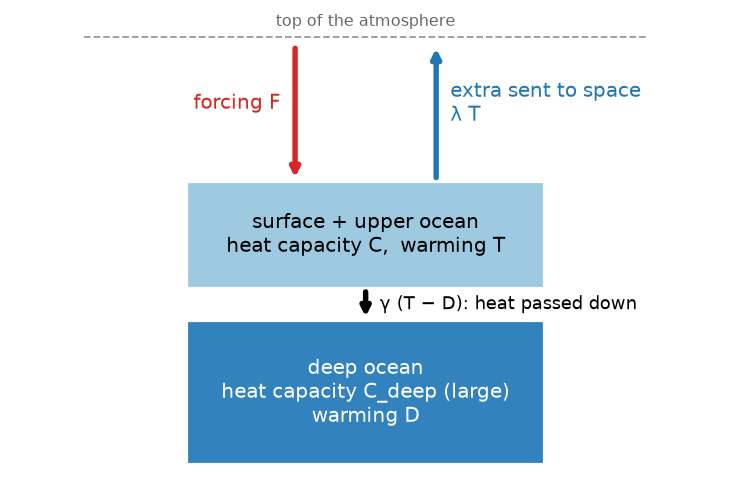 top of the atmosphere
forcing F
extra sent to space
λ T
surface + upper ocean
heat capacity C,  warming T
γ (T − D): heat passed down
deep ocean
heat capacity C_deep (large)
warming D